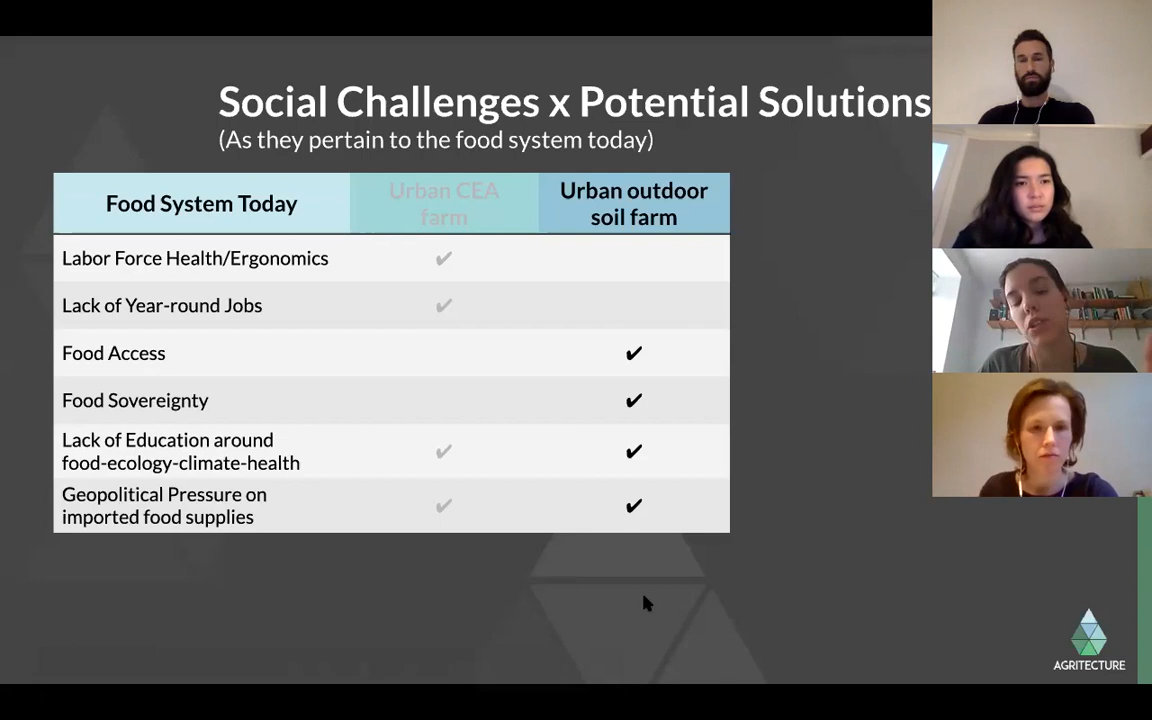 Social Challenges x Potential Solutions
(As they pertain to the food system today)
Food System Today
Urban CEA
farm
Urban outdoor
soil farm
Labor Force Health/Ergonomics ✔
Lack of Year-round Jobs ✔
Food Access ✔
Food Sovereignty ✔
Lack of Education around
food-ecology-climate-health ✔ ✔
Geopolitical Pressure on
imported food supplies ✔ ✔
AGRITECTURE